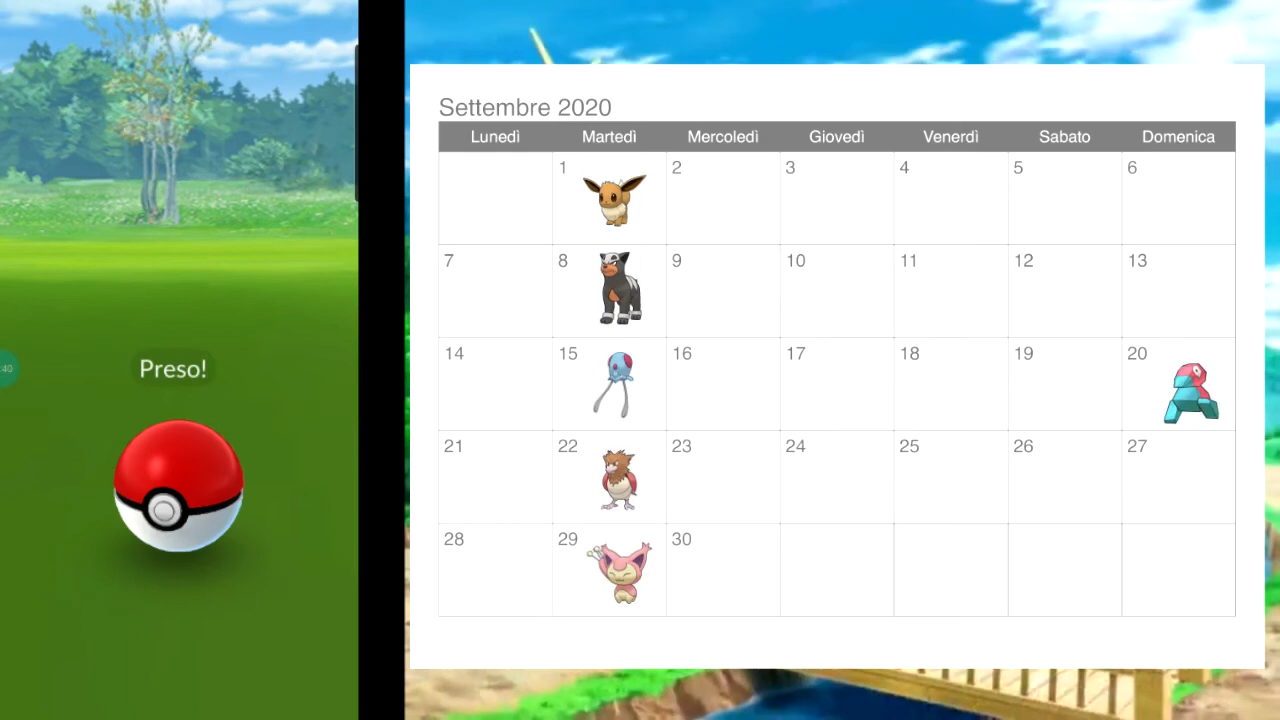 :40
Preso!
Settembre 2020
Lunedì Martedì Mercoledì Giovedì Venerdì Sabato Domenica
1 2 3 4 5 6
7 8 9 10 11 12 13
14 15 16 17 18 19 20
21 22 23 24 25 26 27
28 29 30